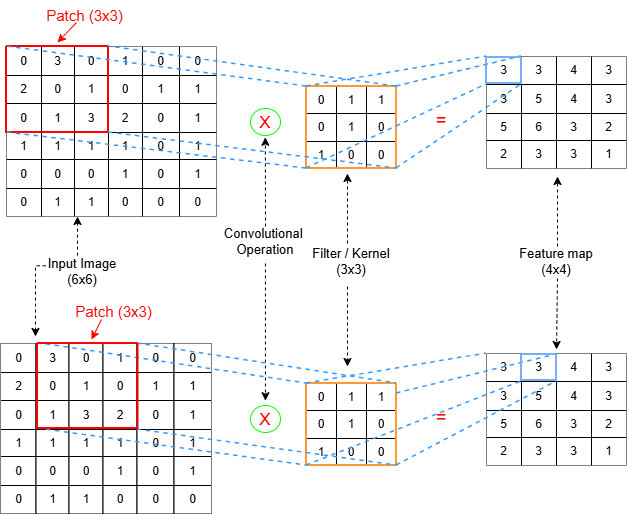 Patch (3x3)
0 3 0 1 0 0
2 0 1 0 1 1
0 1 3 2 0 1
1 1 1 1 0 1
0 0 0 1 0 1
0 1 1 0 0 0
X
0 1 1
0 1 0
1 0 0
=
3 3 4 3
3 5 4 3
5 6 3 2
2 3 3 1
Input Image
(6x6)
Convolutional
Operation
Filter / Kernel
(3x3)
Feature map
(4x4)
Patch (3x3)
0 3 0 1 0 0
2 0 1 0 1 1
0 1 3 2 0 1
1 1 1 1 0 1
0 0 0 1 0 1
0 1 1 0 0 0
X
0 1 1
0 1 0
1 0 0
=
3 3 4 3
3 5 4 3
5 6 3 2
2 3 3 1